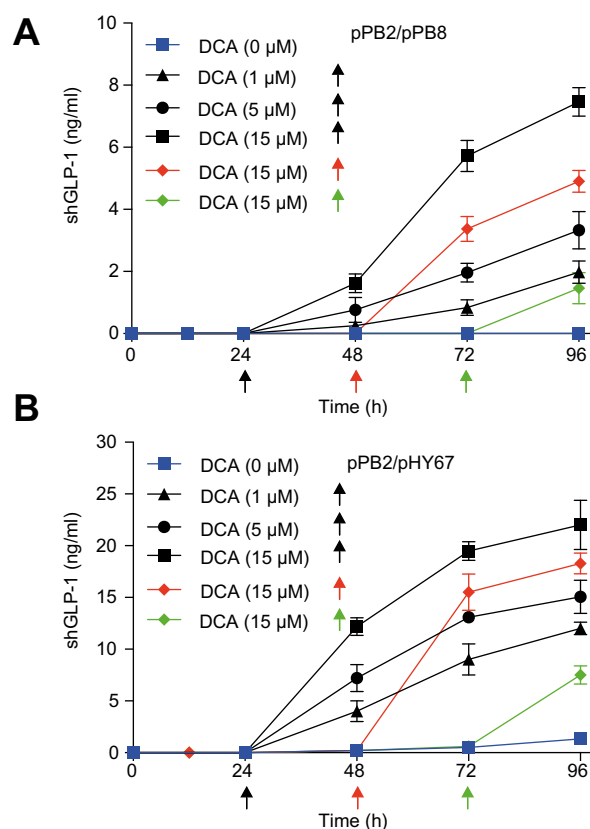 A
pPB2/pPB8
DCA (0 µM)
DCA (1 µM)
DCA (5 µM)
DCA (15 µM)
DCA (15 µM)
DCA (15 µM)
shGLP-1 (ng/ml)
10
8
6
4
2
0
0 24 48 72 96
Time (h)
B
pPB2/pHY67
DCA (0 µM)
DCA (1 µM)
DCA (5 µM)
DCA (15 µM)
DCA (15 µM)
DCA (15 µM)
shGLP-1 (ng/ml)
30
25
20
15
10
5
0
0 24 48 72 96
Time (h)